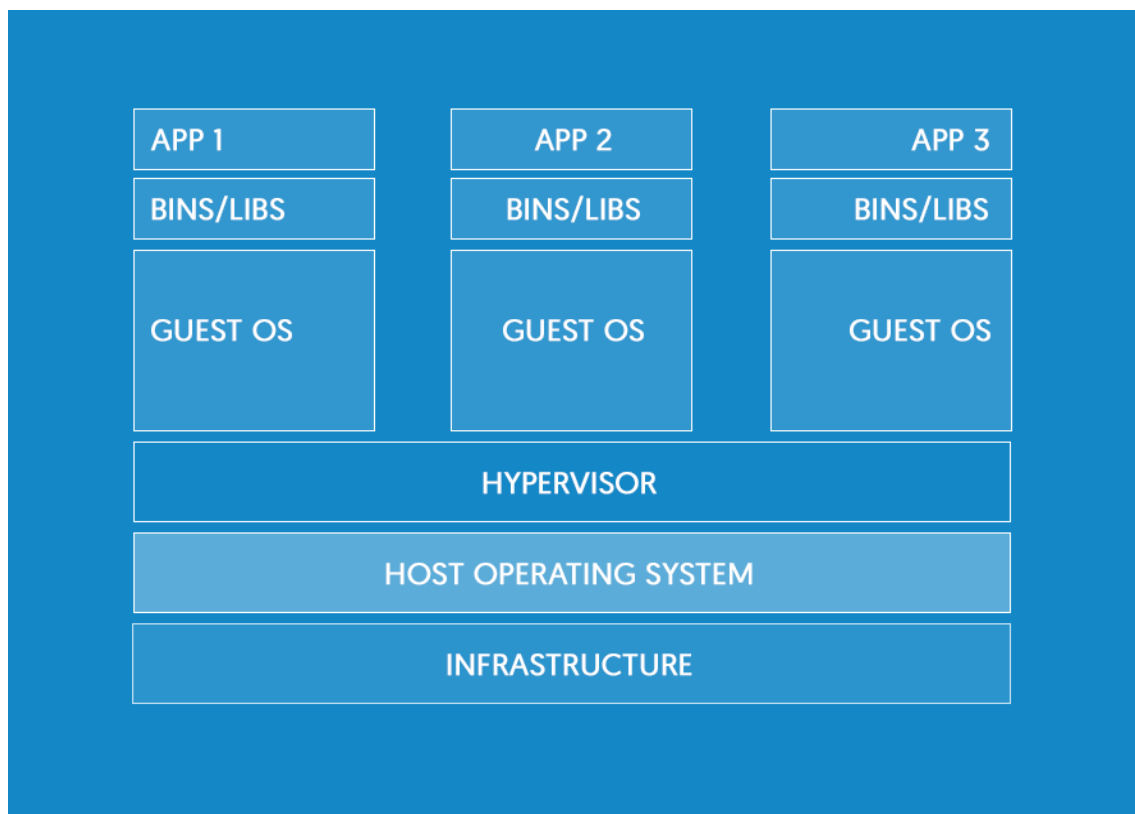 APP 1
APP 2
APP 3
BINS/LIBS
BINS/LIBS
BINS/LIBS
GUEST OS
GUEST OS
GUEST OS
HYPERVISOR
HOST OPERATING SYSTEM
INFRASTRUCTURE